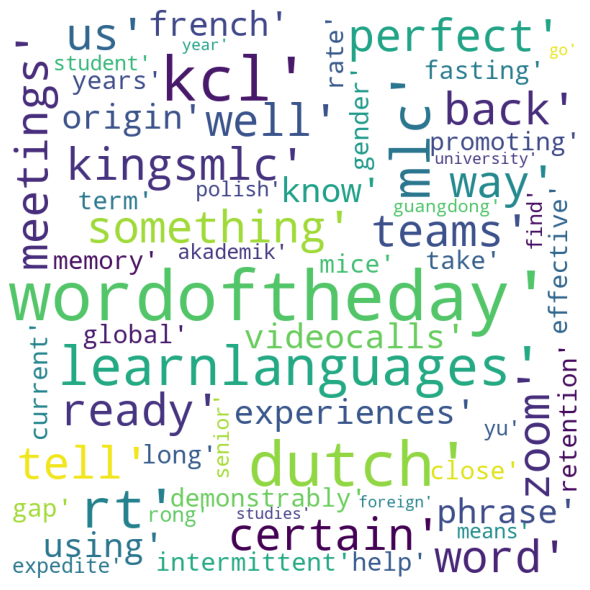 us'
french'
year'
perfect'
go'
student'
years'
kcl'
rate'
fasting'
meetings'
origin'
well'
gender'
mlc'
back'
promoting'
university'
kingsmlc'
polish'
know'
way'
term'
guangdong'
something'
teams'
find'
effective'
memory'
akademik'
mice'
take'
wordoftheday'
global'
videocalls'
current'
learnlanguages'
ready'
experiences'
yu'
zoom'
retention'
tell'
long'
senior'
dutch'
close'
gap'
rt'
rong'
demonstrably'
foreign'
studies'
phrase'
means'
using'
certain'
word'
expedite'
intermittent'
help'